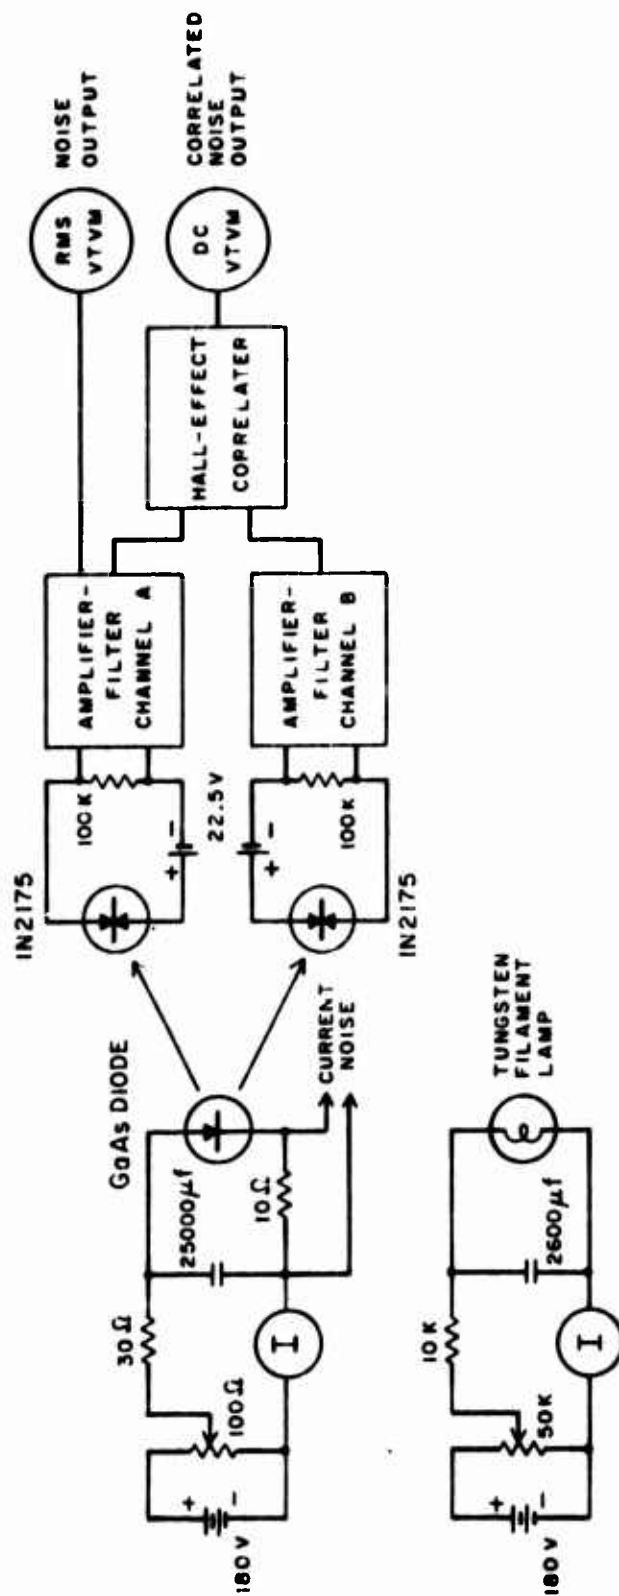 180V
+
−
100Ω
30Ω
I
25000μf
10Ω
GaAs DIODE
CURRENT
NOISE
1N2175
100K
+
−
22.5V
+
−
100K
1N2175
AMPLIFIER-
FILTER
CHANNEL A
AMPLIFIER-
FILTER
CHANNEL B
HALL-EFFECT
CORRELATER
RMS
VTVM
NOISE
OUTPUT
DC
VTVM
CORRELATED
NOISE
OUTPUT
180V
+
−
50K
10K
I
2600μf
TUNGSTEN
FILAMENT
LAMP